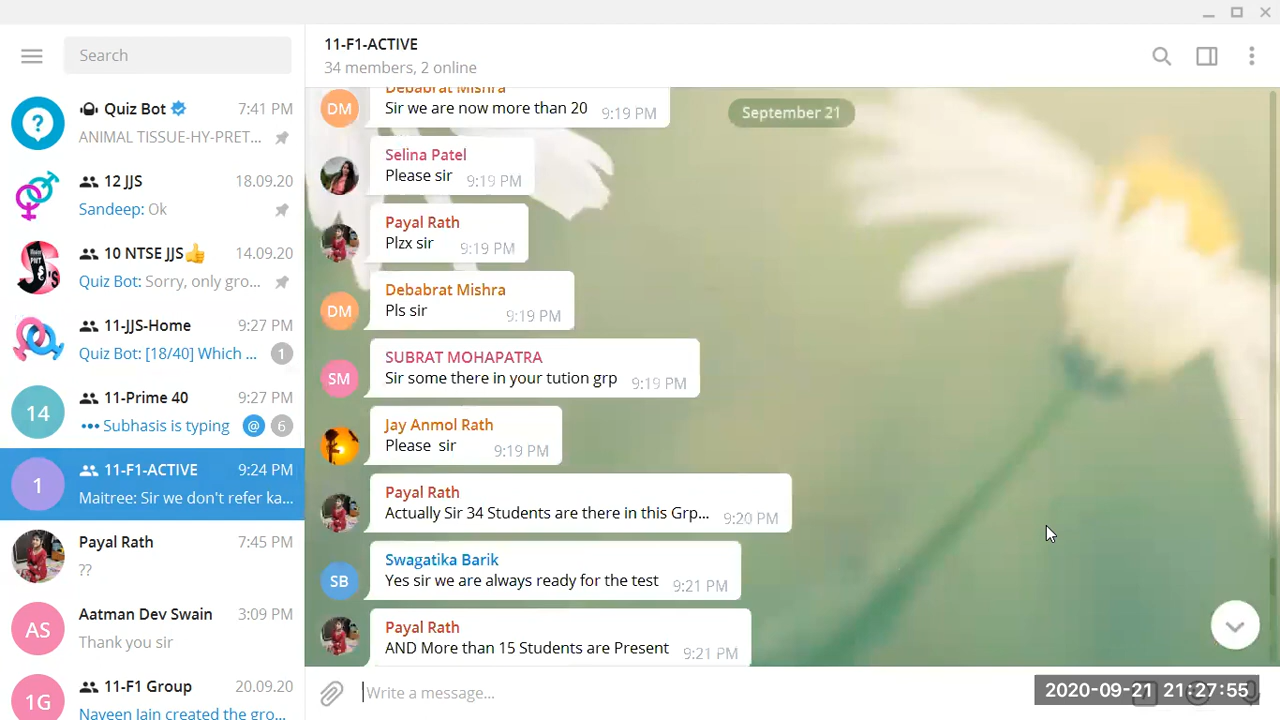 Search
Quiz Bot 7:41 PM
ANIMAL TISSUE-HY-PRET...
12 JJS 18.09.20
Sandeep: Ok
10 NTSE JJS👍 14.09.20
Quiz Bot: Sorry, only gro...
11-JJS-Home 9:27 PM
Quiz Bot: [18/40] Which ... 1
14
11-Prime 40 9:27 PM
••• Subhasis is typing @ 6
1
11-F1-ACTIVE 9:24 PM
Maitree: Sir we don't refer ka...
Payal Rath 7:45 PM
??
AS
Aatman Dev Swain 3:09 PM
Thank you sir
1G
11-F1 Group 20.09.20
Naveen Jain created the gro...
11-F1-ACTIVE
34 members, 2 online
September 21
DM
Debabrat Mishra
Sir we are now more than 20 9:19 PM
Selina Patel
Please sir 9:19 PM
Payal Rath
Plzx sir 9:19 PM
DM
Debabrat Mishra
Pls sir 9:19 PM
SM
SUBRAT MOHAPATRA
Sir some there in your tution grp 9:19 PM
Jay Anmol Rath
Please sir 9:19 PM
Payal Rath
Actually Sir 34 Students are there in this Grp... 9:20 PM
SB
Swagatika Barik
Yes sir we are always ready for the test 9:21 PM
Payal Rath
AND More than 15 Students are Present 9:21 PM
Write a message...
2020-09-21 21:27:55